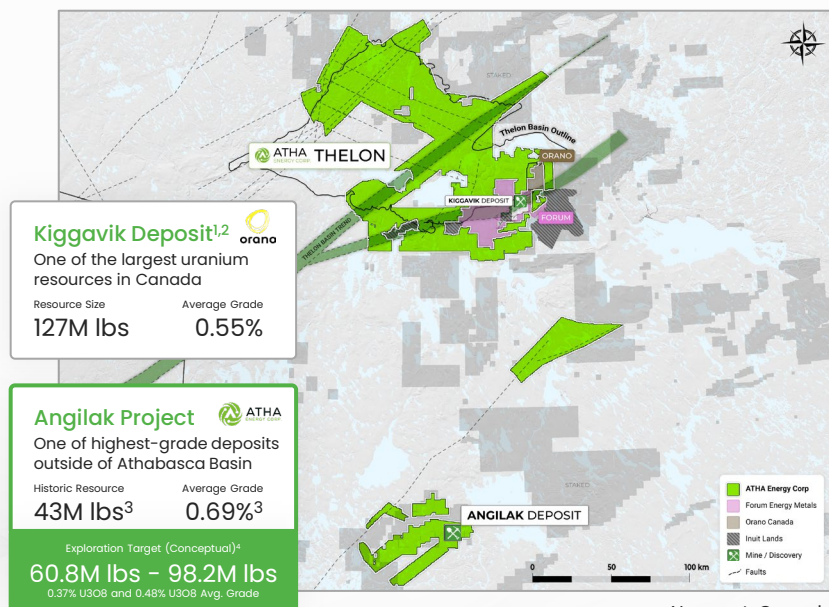 STAKED
Thelon Basin Outline
ATHA
ENERGY CORP
THELON
ORANO
KIGGAVIK DEPOSIT
FORUM
THELON BASIN TREND
Kiggavik Deposit1,2
orano
One of the largest uranium
resources in Canada
Resource Size Average Grade
127M lbs 0.55%
Angilak Project
ATHA
ENERGY CORP
One of highest-grade deposits
outside of Athabasca Basin
Historic Resource Average Grade
43M lbs3 0.69%3
Exploration Target (Conceptual)4
60.8M lbs - 98.2M lbs
0.37% U3O8 and 0.48% U3O8 Avg. Grade
STAKED
ANGILAK DEPOSIT
ATHA Energy Corp
Forum Energy Metals
Orano Canada
Inuit Lands
Mine / Discovery
Faults
0 50 100 km